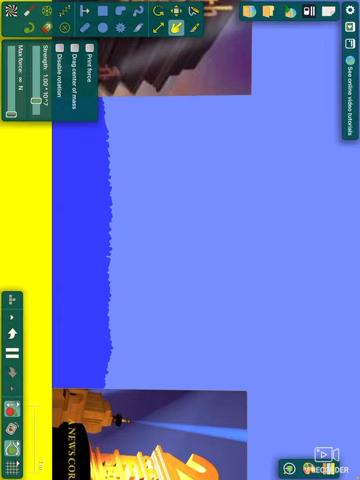 See online video tutorials
Print force
Drag center of mass
Disable rotation
Strength: 1.00 * 10^7
Max force: ∞ N
A NEWS COR
1m
RECORDER